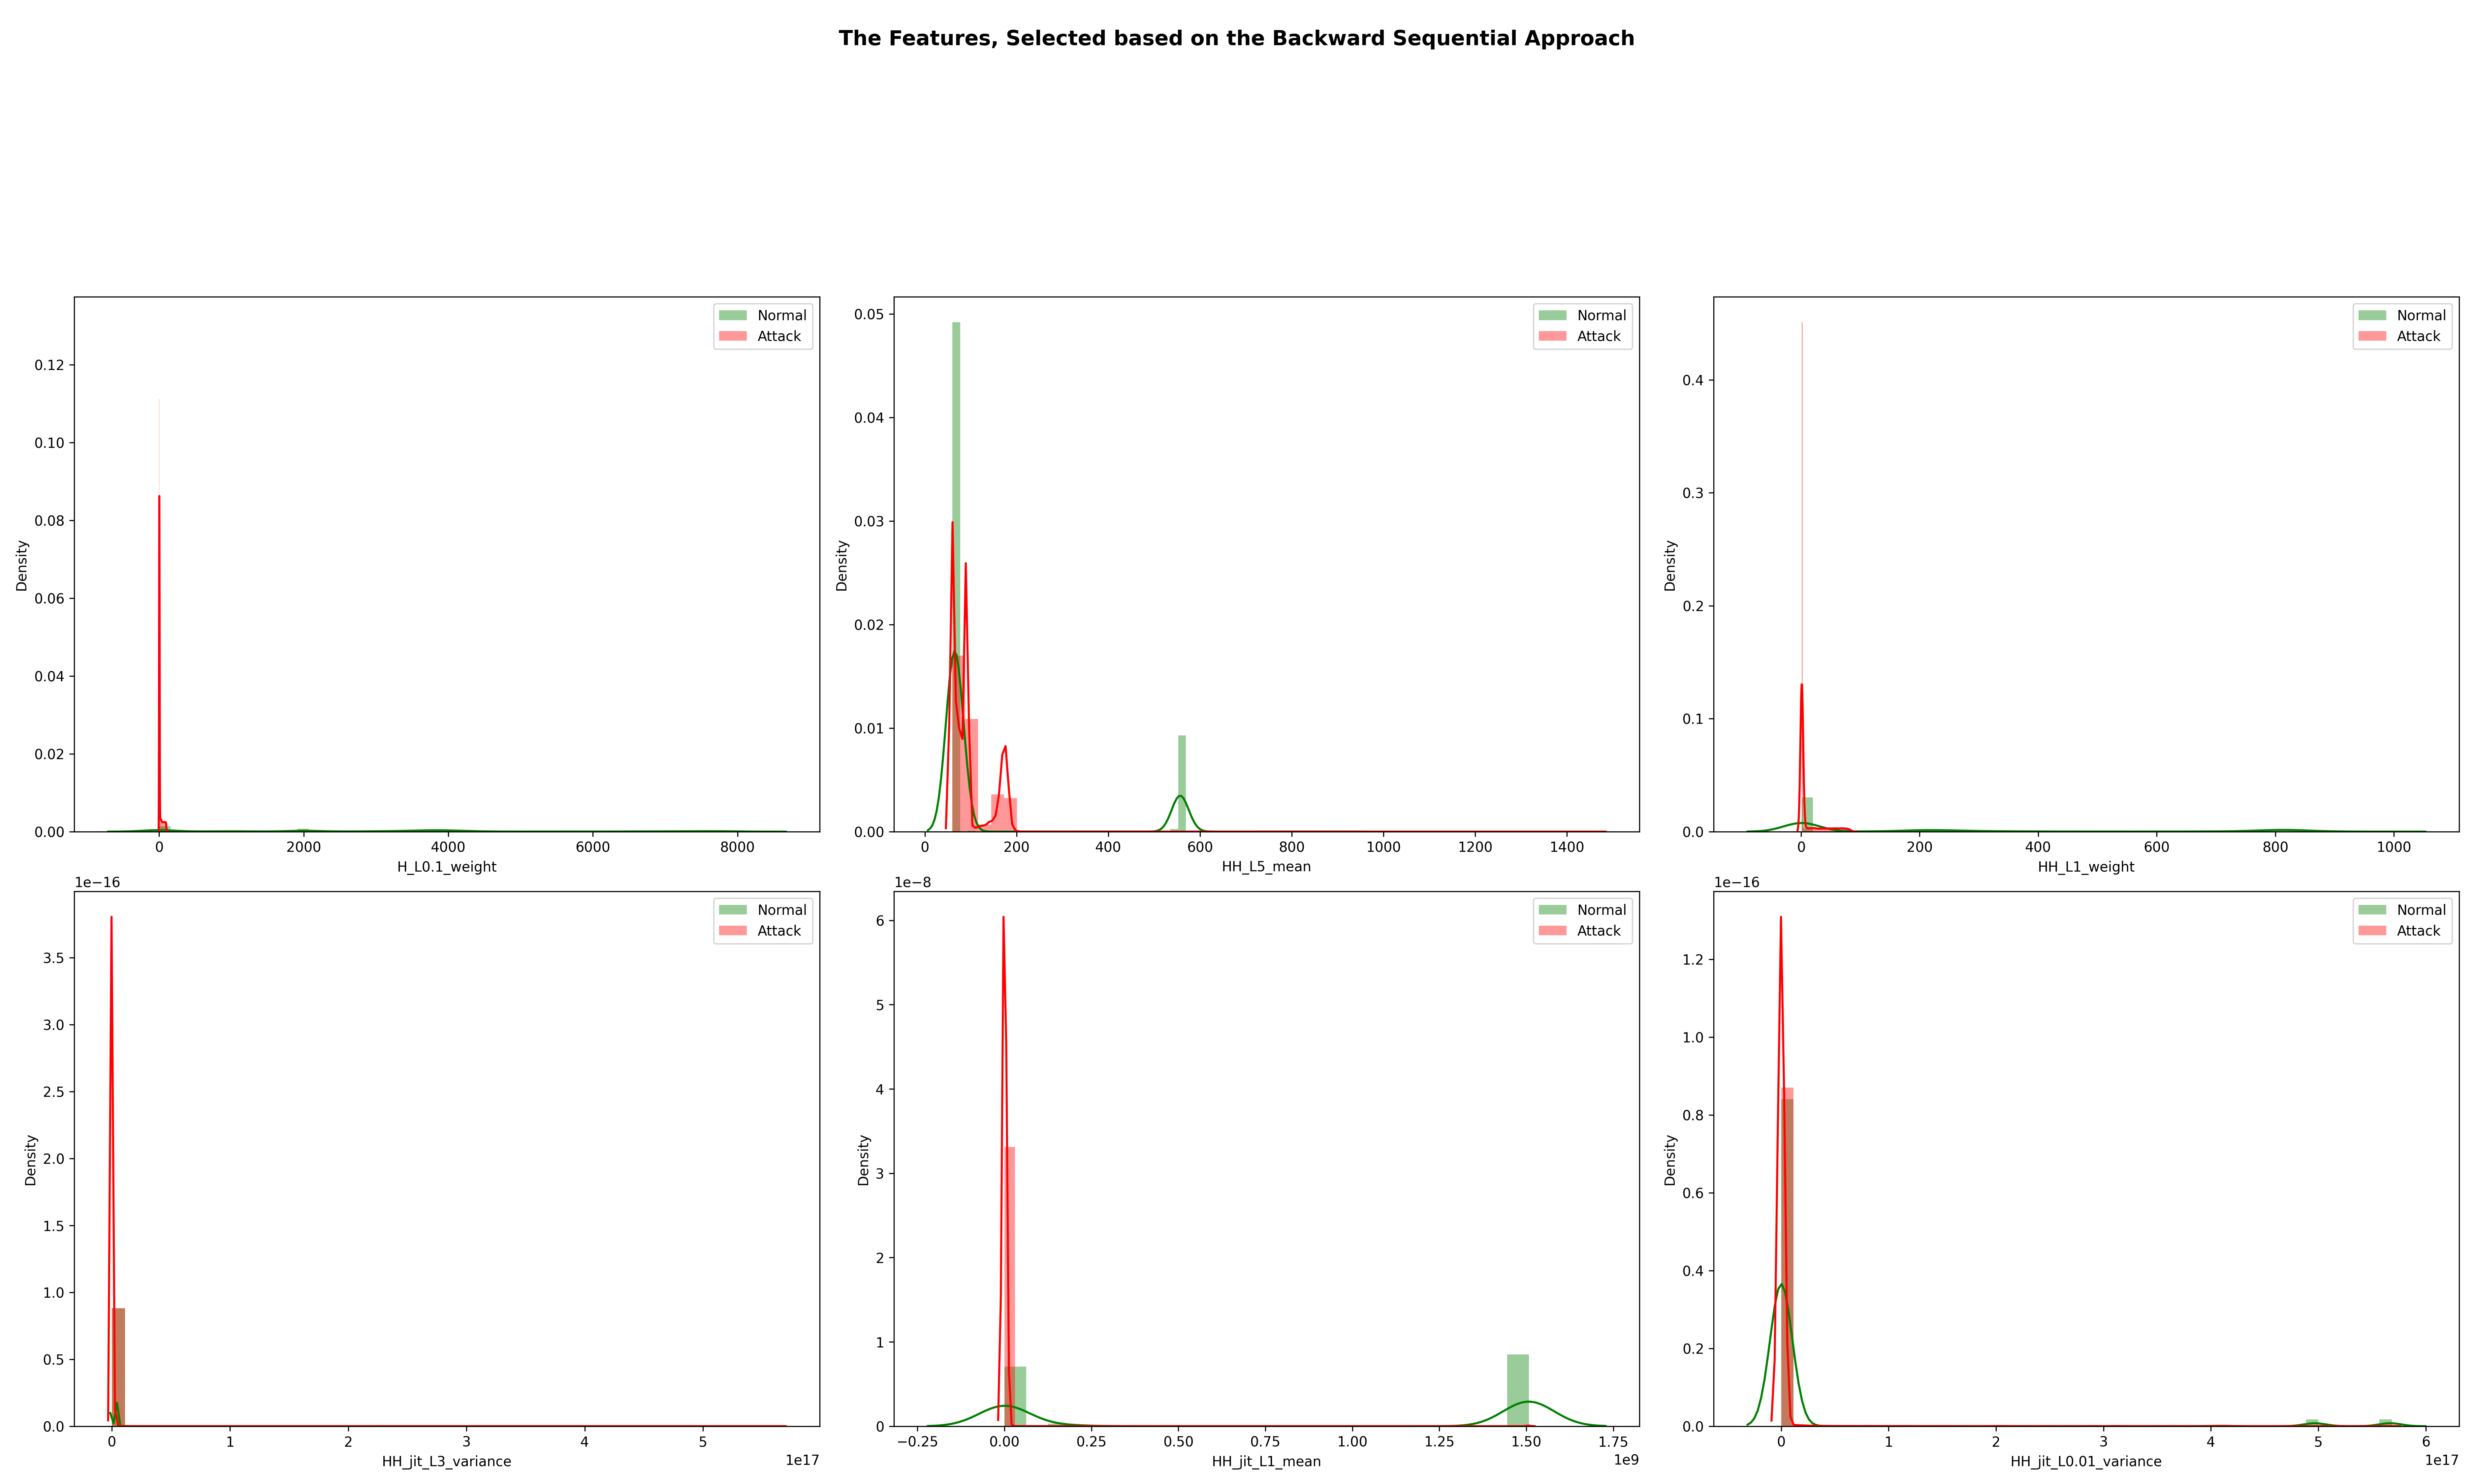 The Features, Selected based on the Backward Sequential Approach
Normal
Attack
0.12
0.10
0.08
0.06
0.04
0.02
0.00
Density
0 2000 4000 6000 8000
H_L0.1_weight
Normal
Attack
0.05
0.04
0.03
0.02
0.01
0.00
Density
0 200 400 600 800 1000 1200 1400
HH_L5_mean
Normal
Attack
0.4
0.3
0.2
0.1
0.0
Density
0 200 400 600 800 1000
HH_L1_weight
1e−16
Normal
Attack
3.5
3.0
2.5
2.0
1.5
1.0
0.5
0.0
Density
0 1 2 3 4 5
1e17
HH_jit_L3_variance
1e−8
Normal
Attack
6
5
4
3
2
1
0
Density
−0.25 0.00 0.25 0.50 0.75 1.00 1.25 1.50 1.75
1e9
HH_jit_L1_mean
1e−16
Normal
Attack
1.2
1.0
0.8
0.6
0.4
0.2
0.0
Density
0 1 2 3 4 5 6
1e17
HH_jit_L0.01_variance